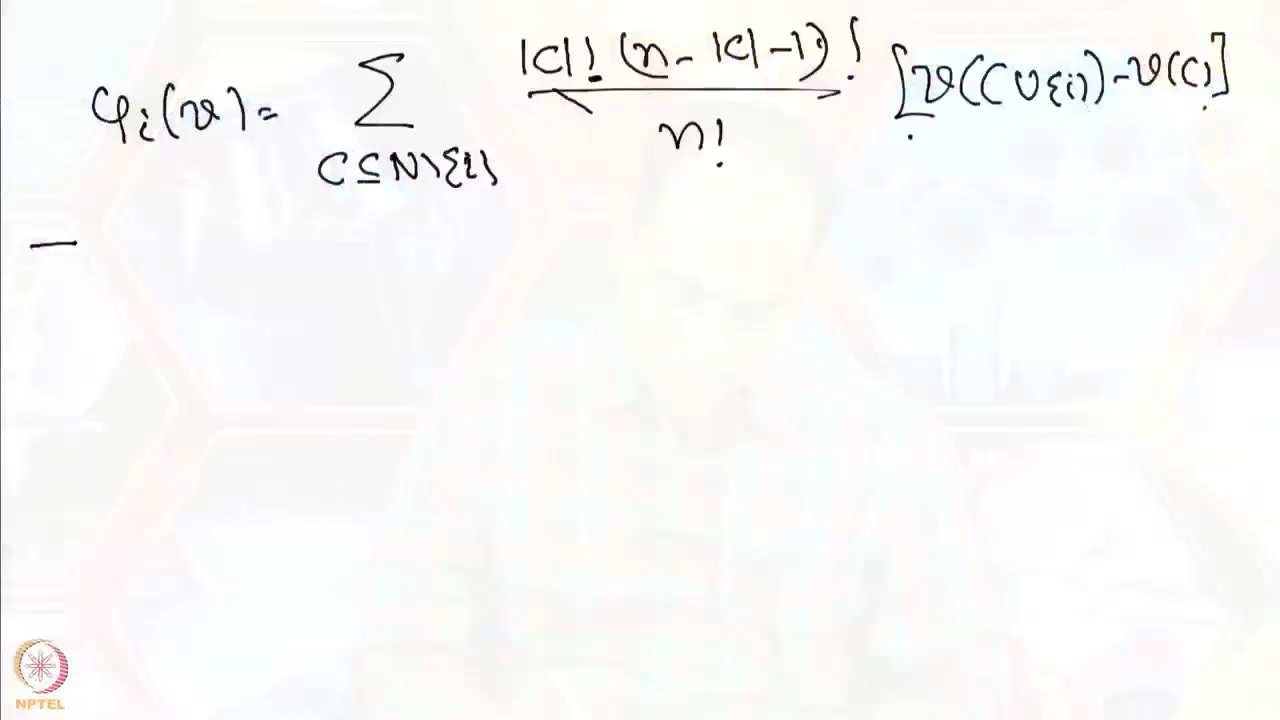 φᵢ(v) = Σ_{C ⊆ N \ {i}} |C|! (n - |C| - 1)! / n! [v(C ∪ {i}) - v(C)]
—
NPTEL